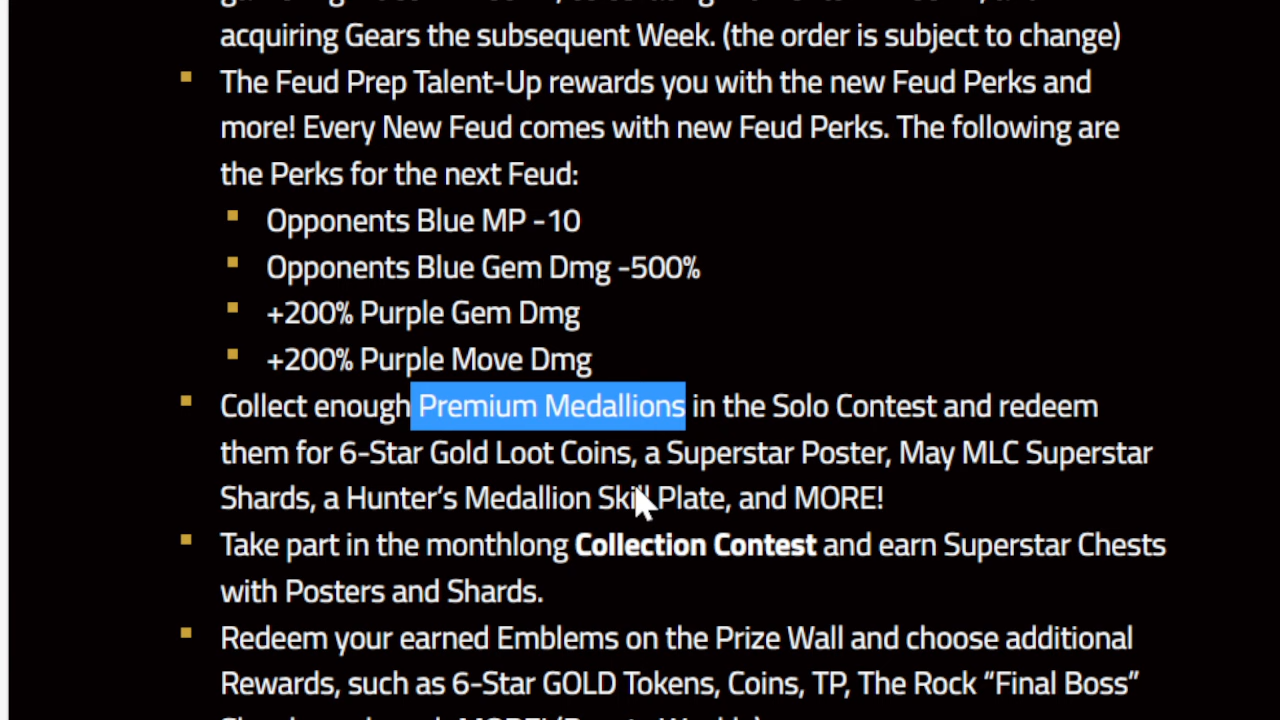 acquiring Gears the subsequent Week. (the order is subject to change)
The Feud Prep Talent-Up rewards you with the new Feud Perks and
more! Every New Feud comes with new Feud Perks. The following are
the Perks for the next Feud:
Opponents Blue MP -10
Opponents Blue Gem Dmg -500%
+200% Purple Gem Dmg
+200% Purple Move Dmg
Collect enough Premium Medallions in the Solo Contest and redeem
them for 6-Star Gold Loot Coins, a Superstar Poster, May MLC Superstar
Shards, a Hunter's Medallion Skill Plate, and MORE!
Take part in the monthlong Collection Contest and earn Superstar Chests
with Posters and Shards.
Redeem your earned Emblems on the Prize Wall and choose additional
Rewards, such as 6-Star GOLD Tokens, Coins, TP, The Rock “Final Boss”